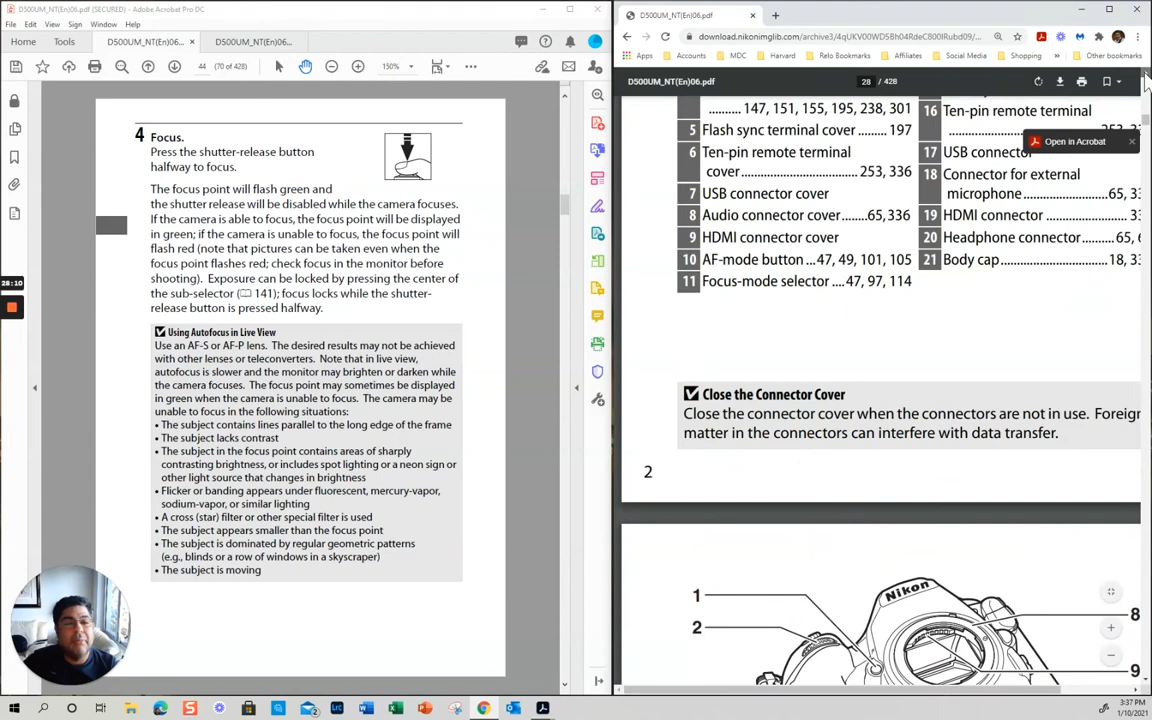 D500UM_NT(En)06.pdf (SECURED) - Adobe Acrobat Pro DC
File Edit View Sign Window Help
Home Tools D500UM_NT(En)06.... × D500UM_NT(En)06...
44 (70 of 428) 150%
4 Focus.
Press the shutter-release button
halfway to focus.
The focus point will flash green and
the shutter release will be disabled while the camera focuses.
If the camera is able to focus, the focus point will be displayed
in green; if the camera is unable to focus, the focus point will
flash red (note that pictures can be taken even when the
focus point flashes red; check focus in the monitor before
shooting). Exposure can be locked by pressing the center of
the sub-selector (141); focus locks while the shutter-
release button is pressed halfway.
Using Autofocus in Live View
Use an AF-S or AF-P lens. The desired results may not be achieved
with other lenses or teleconverters. Note that in live view,
autofocus is slower and the monitor may brighten or darken while
the camera focuses. The focus point may sometimes be displayed
in green when the camera is unable to focus. The camera may be
unable to focus in the following situations:
• The subject contains lines parallel to the long edge of the frame
• The subject lacks contrast
• The subject in the focus point contains areas of sharply
contrasting brightness, or includes spot lighting or a neon sign or
other light source that changes in brightness
• Flicker or banding appears under fluorescent, mercury-vapor,
sodium-vapor, or similar lighting
• A cross (star) filter or other special filter is used
• The subject appears smaller than the focus point
• The subject is dominated by regular geometric patterns
(e.g., blinds or a row of windows in a skyscraper)
• The subject is moving
28:10
D500UM_NT(En)06.pdf
download.nikonimglib.com/archive3/4qUKV00WD5Bh04RdeC800IRubdrd09/...
Apps Accounts MDC Harvard Relo Bookmarks Affiliates Social Media Shopping » Other bookmarks
D500UM_NT(En)06.pdf 28 / 428
.......... 147, 151, 155, 195, 238, 301
5 Flash sync terminal cover ......... 197
6 Ten-pin remote terminal
cover .......................... 253, 336
7 USB connector cover
8 Audio connector cover.......65, 336
9 HDMI connector cover
10 AF-mode button ...47, 49, 101, 105
11 Focus-mode selector ....47, 97, 114
16 Ten-pin remote terminal
Open in Acrobat ×
17 USB connector
18 Connector for external
microphone ..................65, 33
19 HDMI connector ................... 33
20 Headphone connector.........65, 6
21 Body cap..........................18, 33
Close the Connector Cover
Close the connector cover when the connectors are not in use. Foreign
matter in the connectors can interfere with data transfer.
2
Nikon
1
2
8
9
3:37 PM
1/10/2021